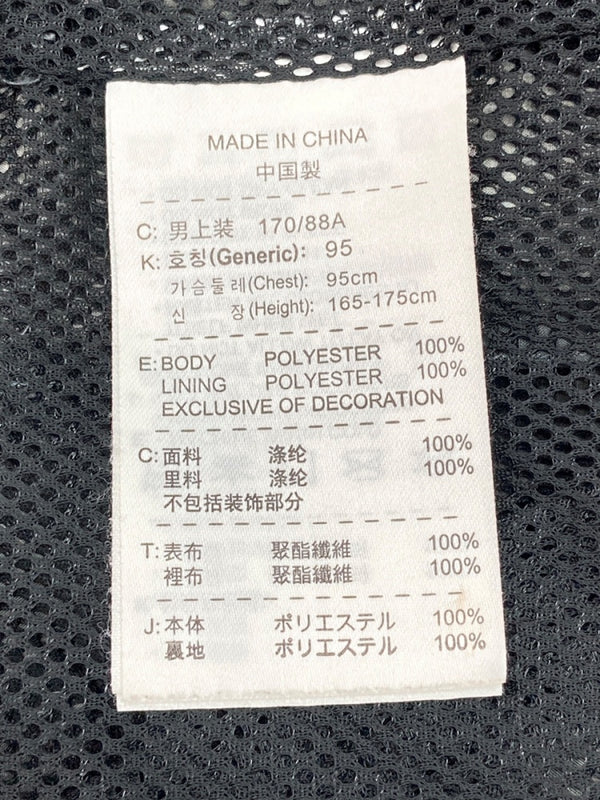 MADE IN CHINA
中国製
C: 男上装 170/88A
K: 호칭(Generic): 95
가슴둘레(Chest): 95cm
신 장(Height): 165-175cm
E: BODY POLYESTER 100%
LINING POLYESTER 100%
EXCLUSIVE OF DECORATION
C: 面料 涤纶 100%
里料 涤纶 100%
不包括装饰部分
T: 表布 聚酯纖維 100%
裡布 聚酯纖維 100%
J: 本体 ポリエステル 100%
裏地 ポリエステル 100%